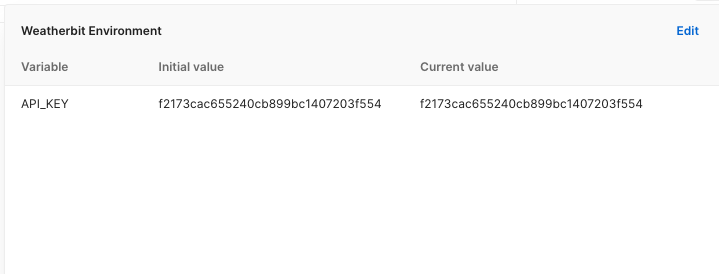 Weatherbit Environment Edit
Variable Initial value Current value
API_KEY f2173cac655240cb899bc1407203f554 f2173cac655240cb899bc1407203f554